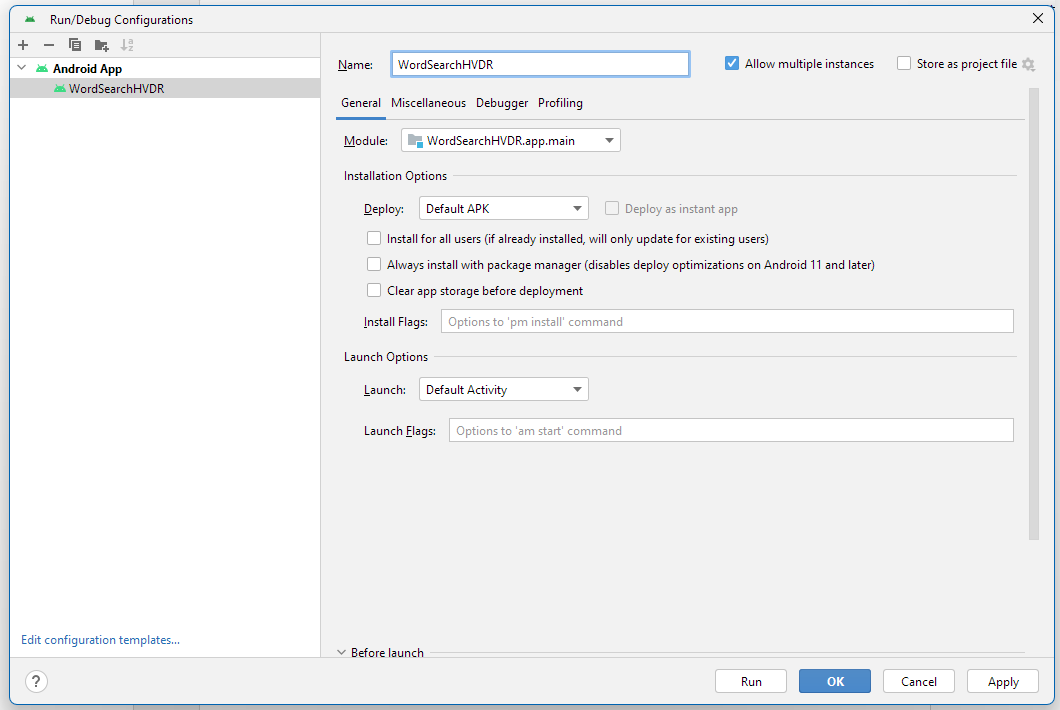 Run/Debug Configurations
Android App
WordSearchHVDR
Edit configuration templates...
Name: WordSearchHVDR Allow multiple instances Store as project file
General Miscellaneous Debugger Profiling
Module: WordSearchHVDR.app.main
Installation Options
Deploy: Default APK Deploy as instant app
Install for all users (if already installed, will only update for existing users)
Always install with package manager (disables deploy optimizations on Android 11 and later)
Clear app storage before deployment
Install Flags: Options to 'pm install' command
Launch Options
Launch: Default Activity
Launch Flags: Options to 'am start' command
Before launch
? Run OK Cancel Apply